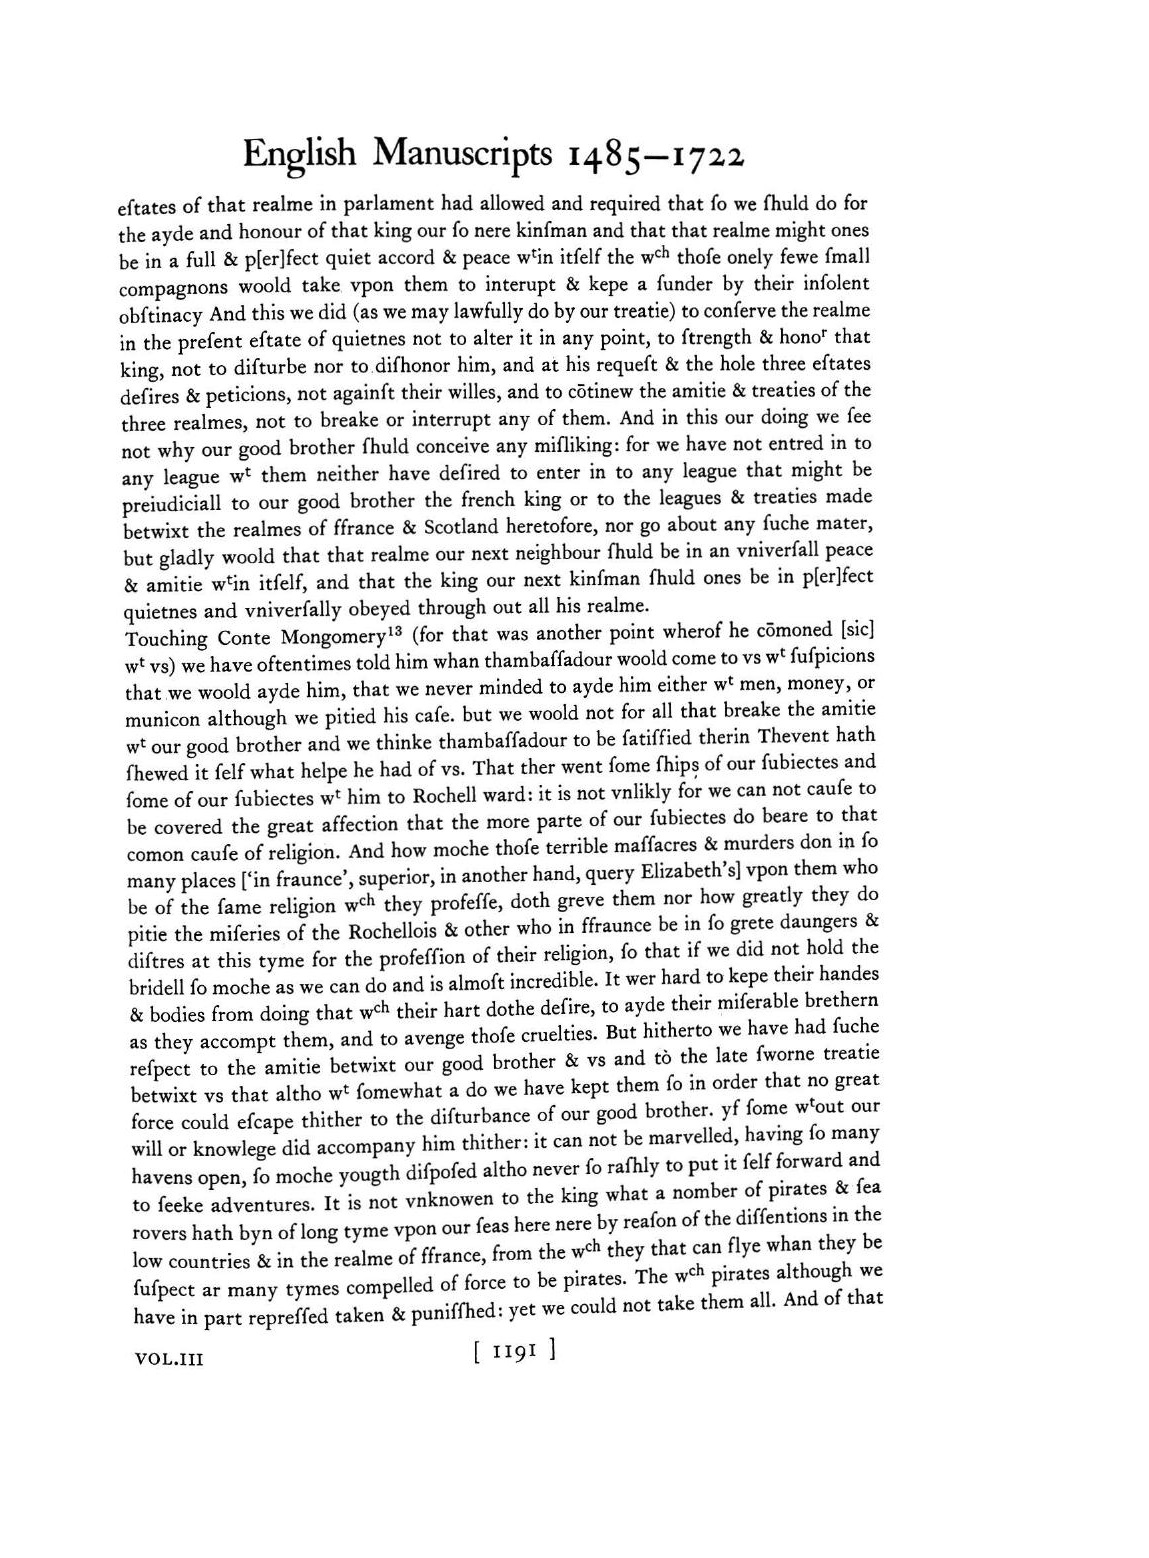 English Manuscripts 1485—1722
eſtates of that realme in parlament had allowed and required that ſo we ſhuld do for
the ayde and honour of that king our ſo nere kinſman and that that realme might ones
be in a full & p[er]fect quiet accord & peace wᵗin itſelf the wᶜʰ thoſe onely fewe ſmall
compagnons woold take vpon them to interupt & kepe a ſunder by their inſolent
obſtinacy And this we did (as we may lawfully do by our treatie) to conſerve the realme
in the preſent eſtate of quietnes not to alter it in any point, to ſtrength & honoʳ that
king, not to diſturbe nor to diſhonor him, and at his requeſt & the hole three eſtates
deſires & peticions, not againſt their willes, and to cōtinew the amitie & treaties of the
three realmes, not to breake or interrupt any of them. And in this our doing we ſee
not why our good brother ſhuld conceive any miſliking: for we have not entred in to
any league wᵗ them neither have deſired to enter in to any league that might be
preiudiciall to our good brother the french king or to the leagues & treaties made
betwixt the realmes of ffrance & Scotland heretofore, nor go about any ſuche mater,
but gladly woold that that realme our next neighbour ſhuld be in an vniverſall peace
& amitie wᵗin itſelf, and that the king our next kinſman ſhuld ones be in p[er]fect
quietnes and vniverſally obeyed through out all his realme.
Touching Conte Mongomery¹³ (for that was another point wherof he cōmoned [sic]
wᵗ vs) we have oftentimes told him whan thambaſſadour woold come to vs wᵗ ſuſpicions
that we woold ayde him, that we never minded to ayde him either wᵗ men, money, or
municon although we pitied his caſe. but we woold not for all that breake the amitie
wᵗ our good brother and we thinke thambaſſadour to be ſatiſſied therin Thevent hath
ſhewed it ſelf what helpe he had of vs. That ther went ſome ſhips of our ſubiectes and
ſome of our ſubiectes wᵗ him to Rochell ward: it is not vnlikly for we can not cauſe to
be covered the great affection that the more parte of our ſubiectes do beare to that
comon cauſe of religion. And how moche thoſe terrible maſſacres & murders don in ſo
many places [‘in fraunce’, superior, in another hand, query Elizabeth’s] vpon them who
be of the ſame religion wᶜʰ they profeſſe, doth greve them nor how greatly they do
pitie the miſeries of the Rochellois & other who in ffraunce be in ſo grete daungers &
diſtres at this tyme for the profeſſion of their religion, ſo that if we did not hold the
bridell ſo moche as we can do and is almoſt incredible. It wer hard to kepe their handes
& bodies from doing that wᶜʰ their hart dothe deſire, to ayde their miſerable brethern
as they accompt them, and to avenge thoſe cruelties. But hitherto we have had ſuche
reſpect to the amitie betwixt our good brother & vs and tò the late ſworne treatie
betwixt vs that altho wᵗ ſomewhat a do we have kept them ſo in order that no great
force could eſcape thither to the diſturbance of our good brother. yf ſome wᵗout our
will or knowlege did accompany him thither: it can not be marvelled, having ſo many
havens open, ſo moche yougth diſpoſed altho never ſo raſhly to put it ſelf forward and
to ſeeke adventures. It is not vnknowen to the king what a nomber of pirates & ſea
rovers hath byn of long tyme vpon our ſeas here nere by reaſon of the diſſentions in the
low countries & in the realme of ffrance, from the wᶜʰ they that can flye whan they be
ſuſpect ar many tymes compelled of force to be pirates. The wᶜʰ pirates although we
have in part repreſſed taken & puniſſhed: yet we could not take them all. And of that
VOL.III [ 1191 ]